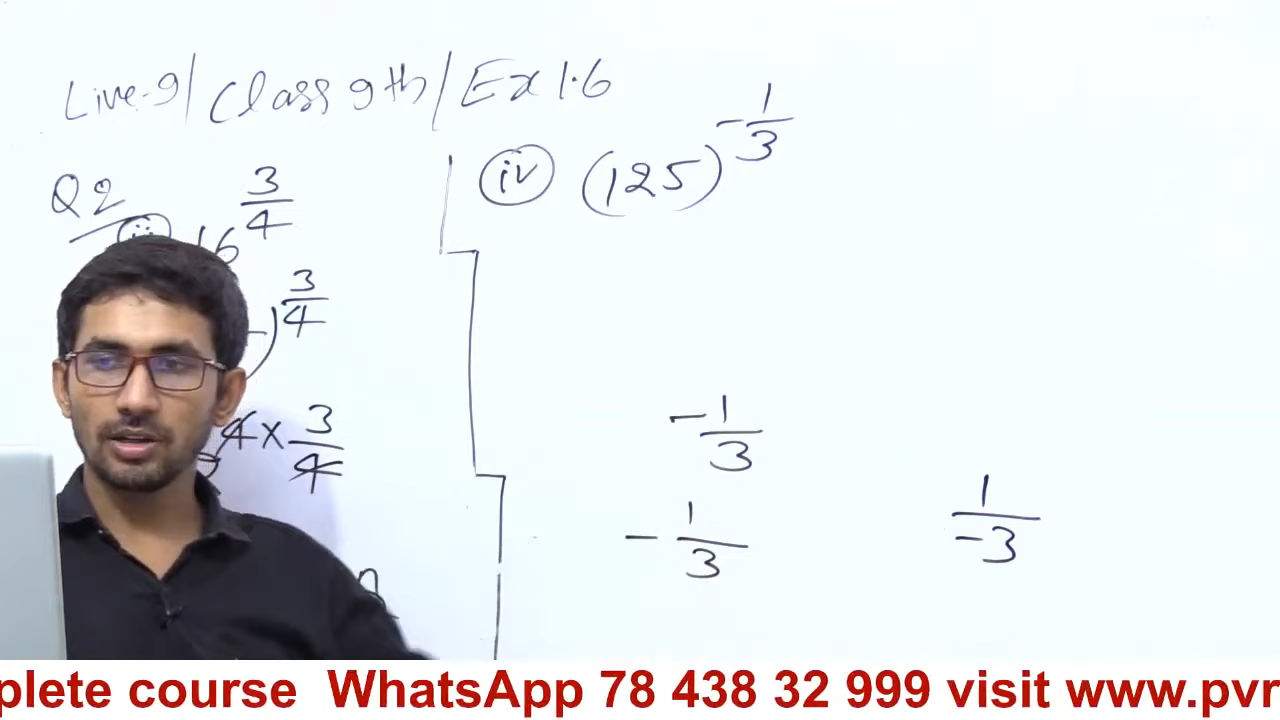 Live-9/Class 9th/Ex 1.6
Q2
(ii) 16^(3/4)
)^(3/4)
4 × 3/4
(iv) (125)^(-1/3)
-1/3
-1/3
1/-3
plete course WhatsApp 78 438 32 999 visit www.pvr